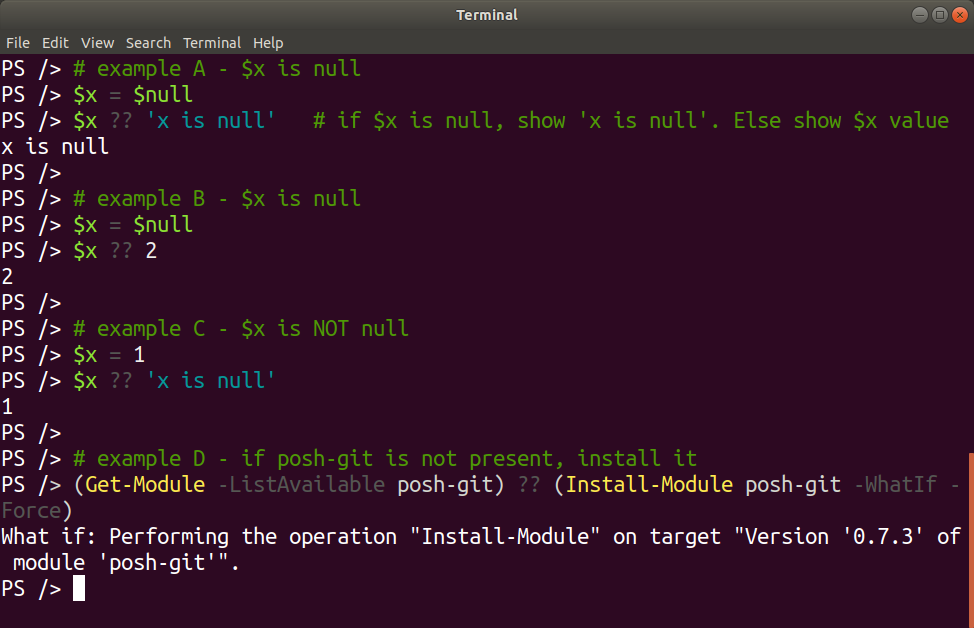 Terminal
File Edit View Search Terminal Help
PS /> # example A - $x is null
PS /> $x = $null
PS /> $x ?? 'x is null'   # if $x is null, show 'x is null'. Else show $x value
x is null
PS />
PS /> # example B - $x is null
PS /> $x = $null
PS /> $x ?? 2
2
PS />
PS /> # example C - $x is NOT null
PS /> $x = 1
PS /> $x ?? 'x is null'
1
PS />
PS /> # example D - if posh-git is not present, install it
PS /> (Get-Module -ListAvailable posh-git) ?? (Install-Module posh-git -WhatIf -
Force)
What if: Performing the operation "Install-Module" on target "Version '0.7.3' of
 module 'posh-git'".
PS />